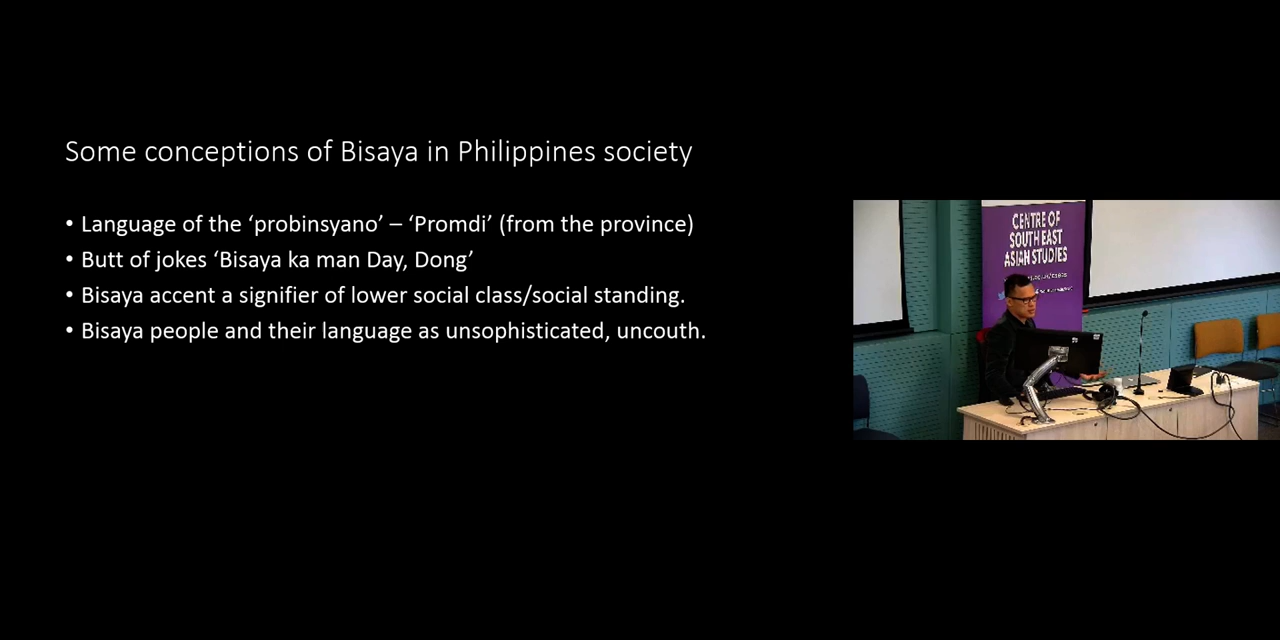 Some conceptions of Bisaya in Philippines society
• Language of the ‘probinsyano’ – ‘Promdi’ (from the province)
• Butt of jokes ‘Bisaya ka man Day, Dong’
• Bisaya accent a signifier of lower social class/social standing.
• Bisaya people and their language as unsophisticated, uncouth.
CENTRE OF
SOUTH EAST
ASIAN STUDIES